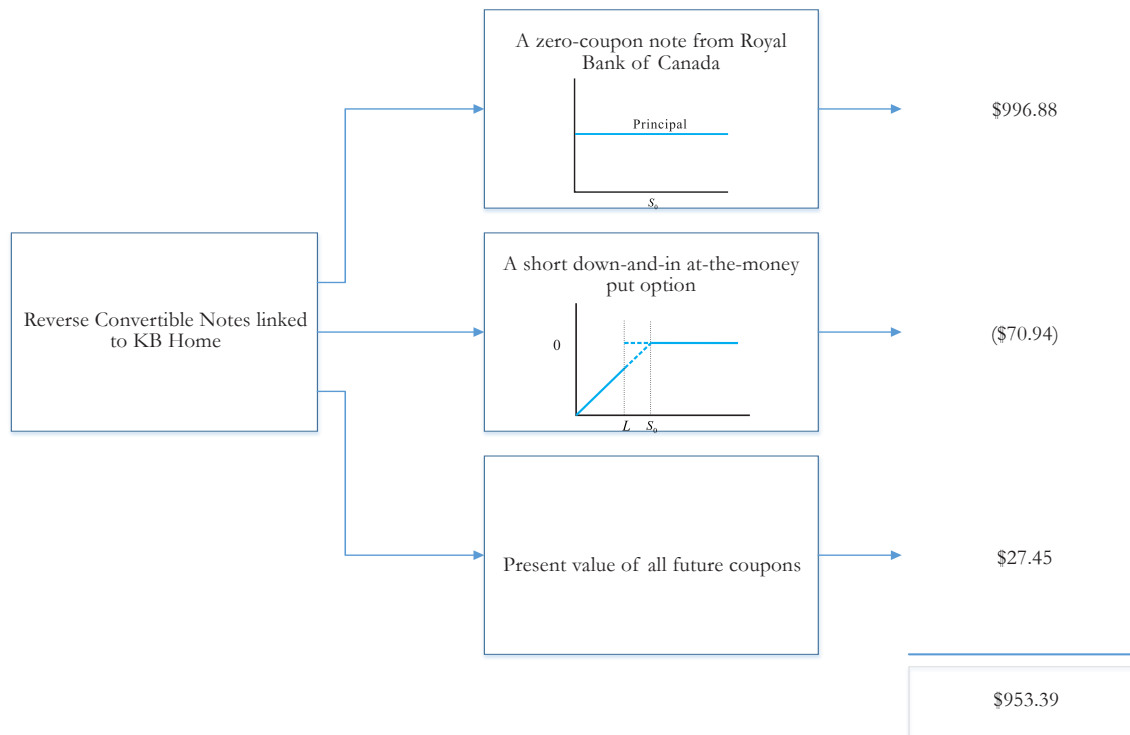 A zero-coupon note from Royal
Bank of Canada
Principal
S₀
$996.88
Reverse Convertible Notes linked
to KB Home
A short down-and-in at-the-money
put option
0
L S₀
($70.94)
Present value of all future coupons
$27.45
$953.39